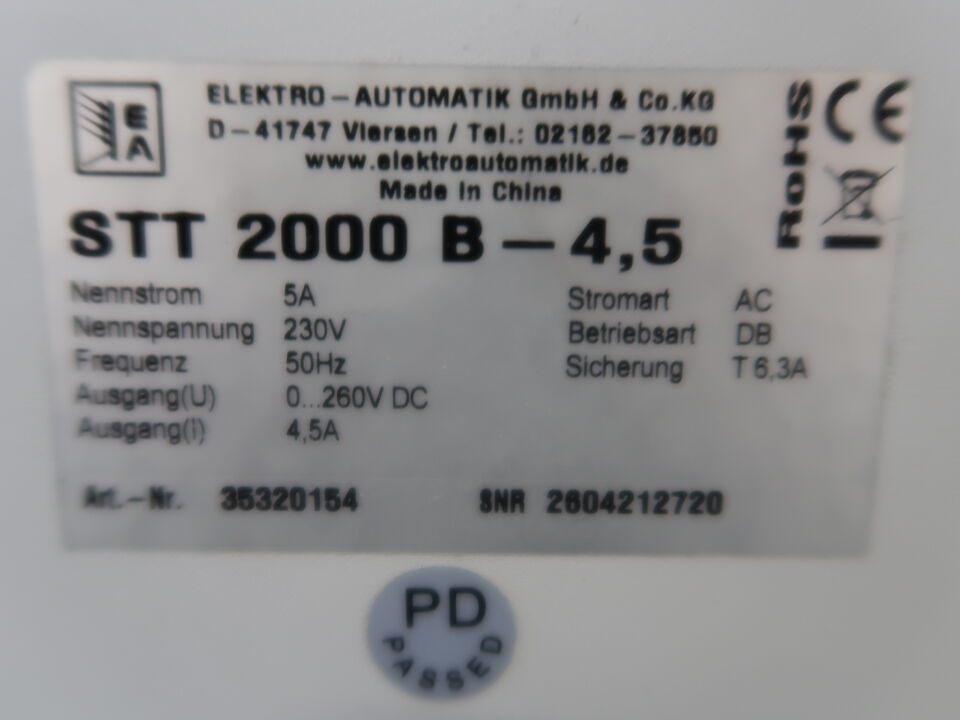 EA
ELEKTRO-AUTOMATIK GmbH & Co.KG
D-41747 Viersen / Tel.: 02162-37850
www.elektroautomatik.de
Made in China
RoHS
CE
STT 2000 B-4,5
Nennstrom 5A
Nennspannung 230V
Frequenz 50Hz
Ausgang(U) 0...260V DC
Ausgang(i) 4,5A
Stromart AC
Betriebsart DB
Sicherung T 6,3A
Art.-Nr. 35320154 SNR 2604212720
PD
PASSED